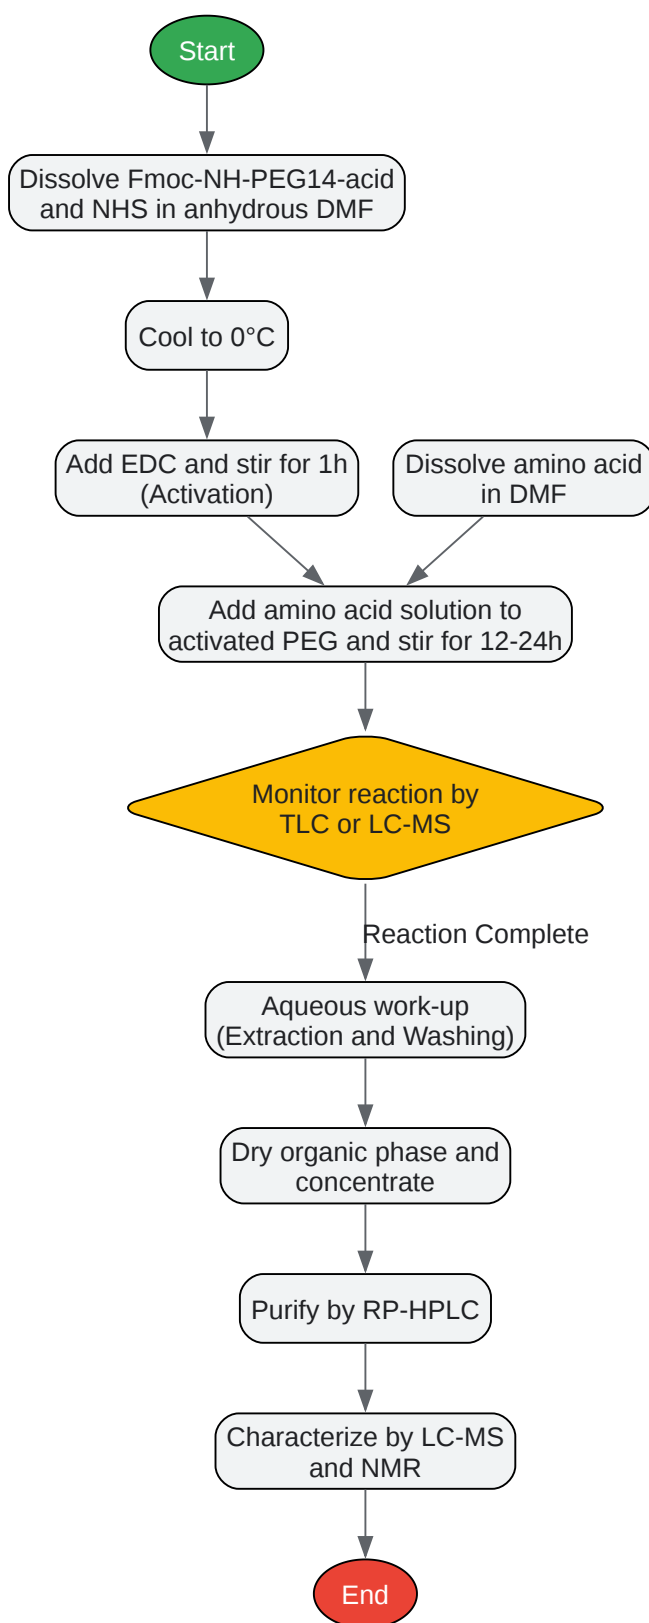 Start
Dissolve Fmoc-NH-PEG14-acid
and NHS in anhydrous DMF
Cool to 0°C
Add EDC and stir for 1h
(Activation)
Dissolve amino acid
in DMF
Add amino acid solution to
activated PEG and stir for 12-24h
Monitor reaction by
TLC or LC-MS
Reaction Complete
Aqueous work-up
(Extraction and Washing)
Dry organic phase and
concentrate
Purify by RP-HPLC
Characterize by LC-MS
and NMR
End